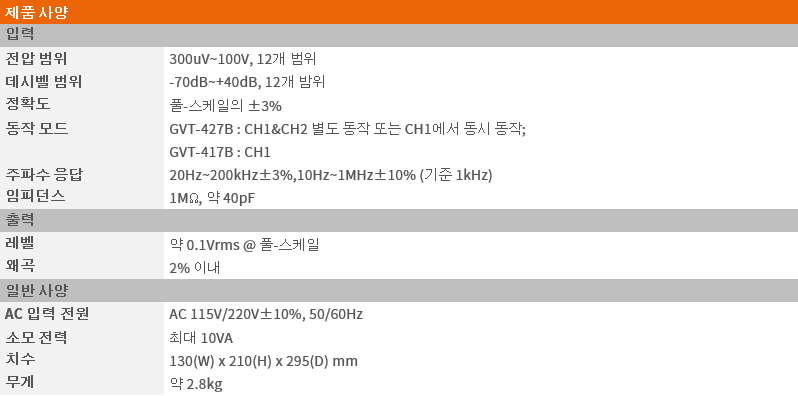 제품 사양
입력
전압 범위 300uV~100V, 12개 범위
데시벨 범위 -70dB~+40dB, 12개 밤위
정확도 풀-스케일의 ±3%
동작 모드 GVT-427B : CH1&CH2 별도 동작 또는 CH1에서 동시 동작;
GVT-417B : CH1
주파수 응답 20Hz~200kHz±3%,10Hz~1MHz±10% (기준 1kHz)
임피던스 1MΩ, 약 40pF
출력
레벨 약 0.1Vrms @ 풀-스케일
왜곡 2% 이내
일반 사양
AC 입력 전원 AC 115V/220V±10%, 50/60Hz
소모 전력 최대 10VA
치수 130(W) x 210(H) x 295(D) mm
무게 약 2.8kg